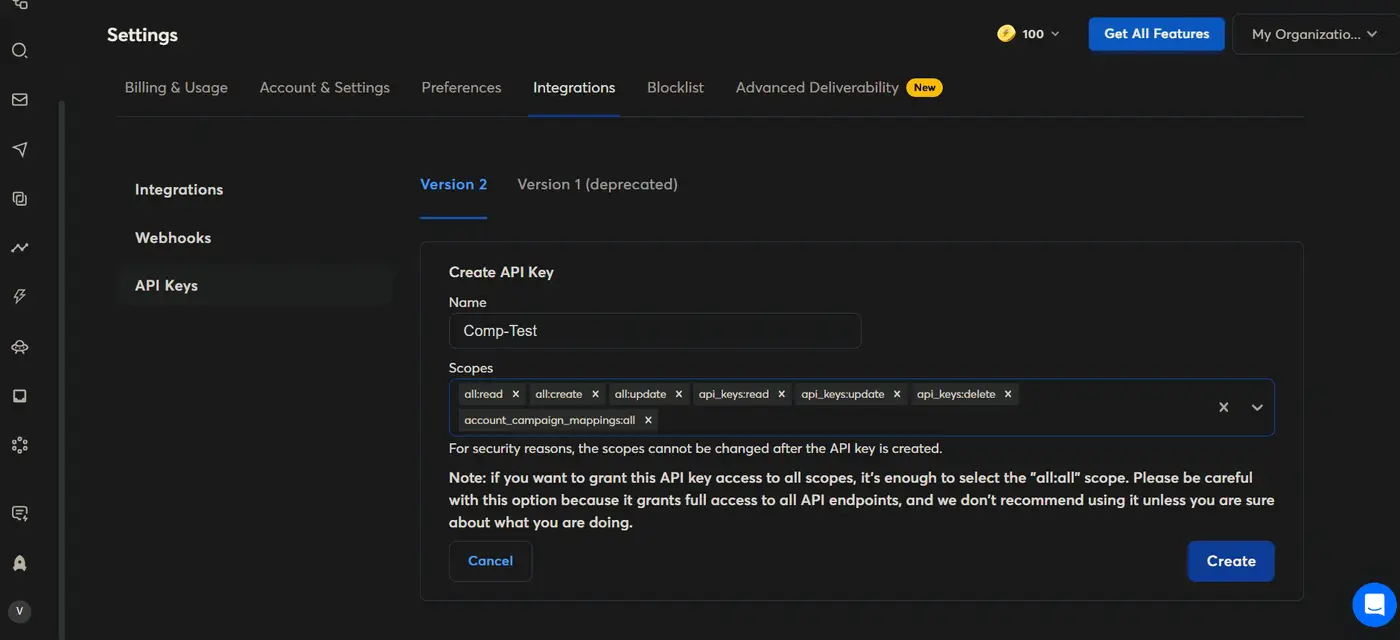 Settings
100
Get All Features
My Organizatio...
Billing & Usage
Account & Settings
Preferences
Integrations
Blocklist
Advanced Deliverability
New
Integrations
Webhooks
API Keys
Version 2
Version 1 (deprecated)
Create API Key
Name
Comp-Test
Scopes
all:read × all:create × all:update × api_keys:read × api_keys:update × api_keys:delete ×
account_campaign_mappings:all ×
For security reasons, the scopes cannot be changed after the API key is created.
Note: if you want to grant this API key access to all scopes, it's enough to select the "all:all" scope. Please be careful
with this option because it grants full access to all API endpoints, and we don't recommend using it unless you are sure
about what you are doing.
Cancel
Create
V